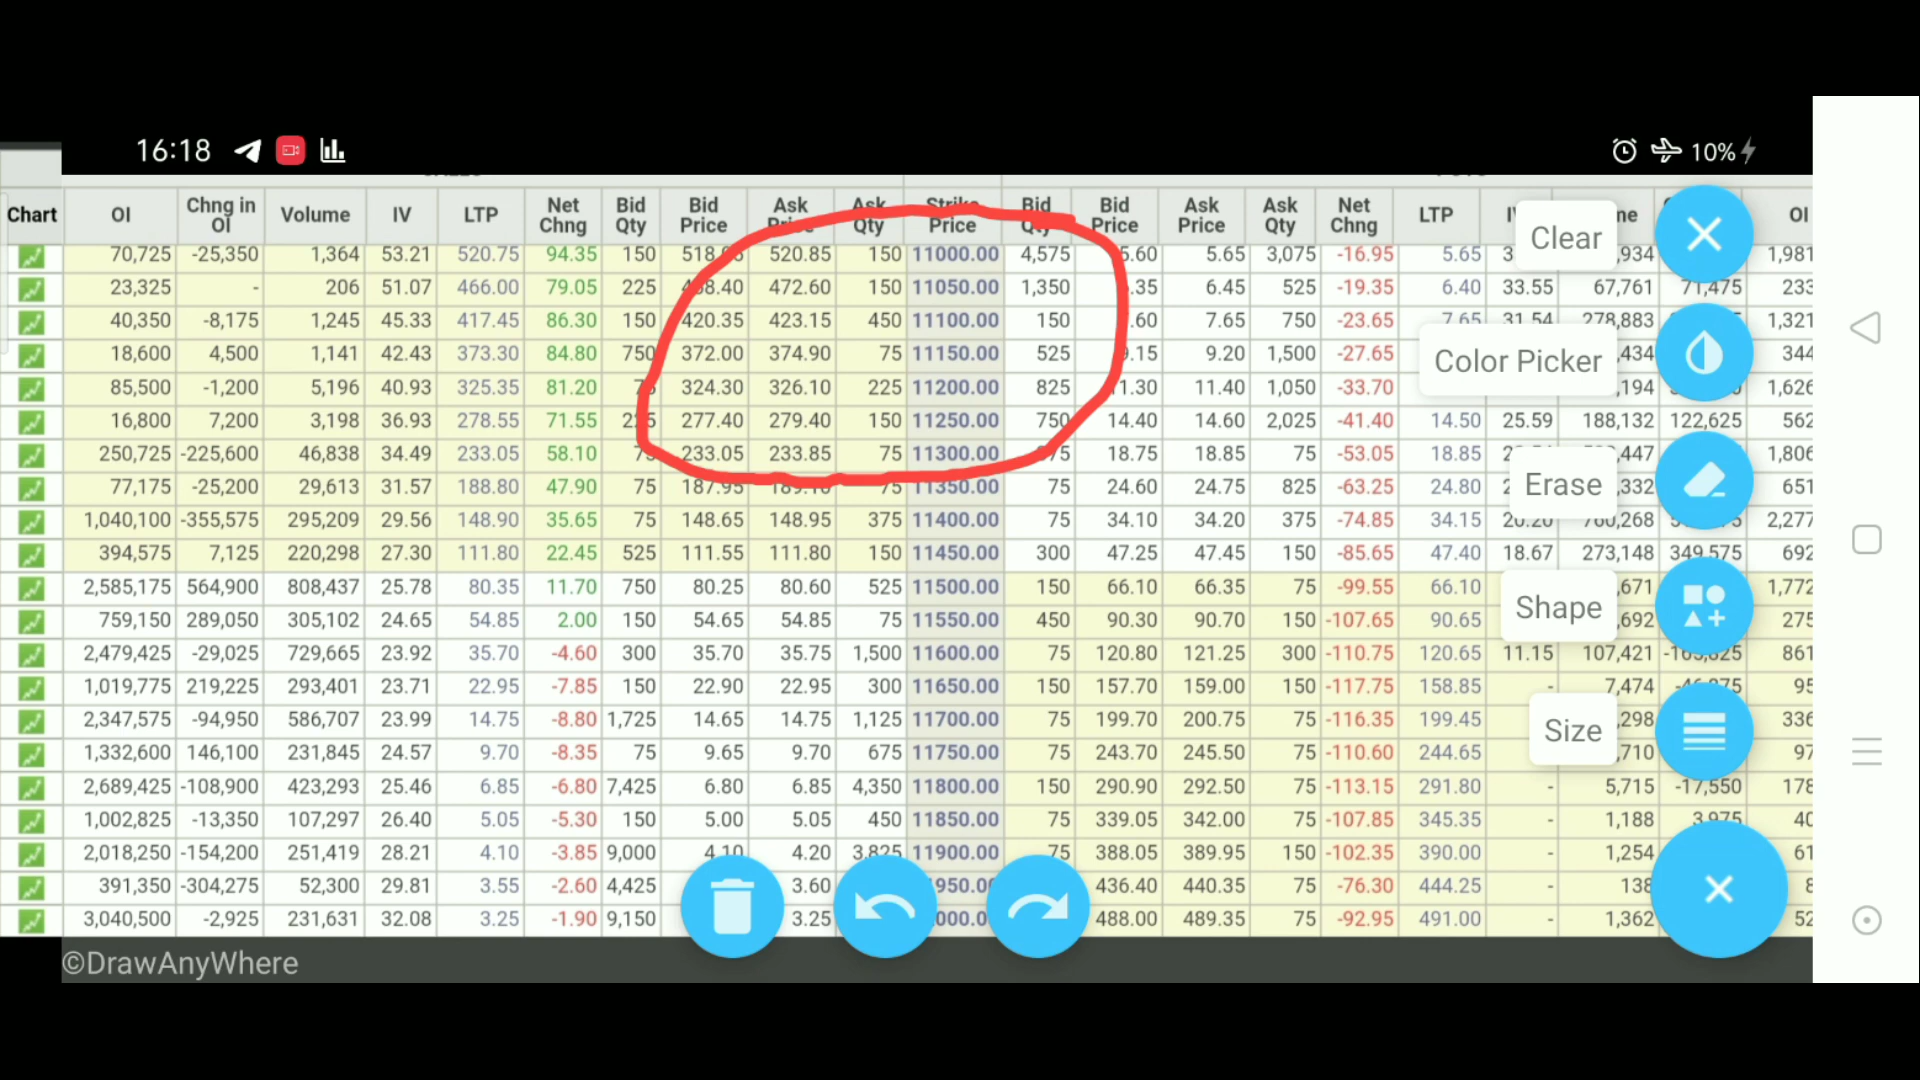 16:18 10%
Chart OI Chng in OI Volume IV LTP Net Chng Bid Qty Bid Price Ask Price Ask Qty Strike Price Bid Qty Bid Price Ask Price Ask Qty Net Chng LTP OI
70,725 -25,350 1,364 53.21 520.75 94.35 150 520.85 150 11000.00 4,575 5.65 3,075 -16.95 5.65 1,981
23,325 - 206 51.07 466.00 79.05 225 472.60 150 11050.00 1,350 6.45 525 -19.35 6.40 33.55 67,761 71,475 233
40,350 -8,175 1,245 45.33 417.45 86.30 150 420.35 423.15 450 11100.00 150 7.65 750 -23.65 7.65 31.54 278,883 1,321
18,600 4,500 1,141 42.43 373.30 84.80 750 372.00 374.90 75 11150.00 525 9.20 1,500 -27.65 344
85,500 -1,200 5,196 40.93 325.35 81.20 324.30 326.10 225 11200.00 825 11.40 1,050 -33.70 1,626
16,800 7,200 3,198 36.93 278.55 71.55 277.40 279.40 150 11250.00 750 14.40 14.60 2,025 -41.40 14.50 25.59 188,132 122,625 562
250,725 -225,600 46,838 34.49 233.05 58.10 233.05 233.85 75 11300.00 18.75 18.85 75 -53.05 18.85 1,806
77,175 -25,200 29,613 31.57 188.80 47.90 75 187.95 11350.00 75 24.60 24.75 825 -63.25 24.80 651
1,040,100 -355,575 295,209 29.56 148.90 35.65 75 148.65 148.95 375 11400.00 75 34.10 34.20 375 -74.85 34.15 2,277
394,575 7,125 220,298 27.30 111.80 22.45 525 111.55 111.80 150 11450.00 300 47.25 47.45 150 -85.65 47.40 18.67 273,148 349,575 692
2,585,175 564,900 808,437 25.78 80.35 11.70 750 80.25 80.60 525 11500.00 150 66.10 66.35 75 -99.55 66.10 1,772
759,150 289,050 305,102 24.65 54.85 2.00 150 54.65 54.85 75 11550.00 450 90.30 90.70 150 -107.65 90.65 275
2,479,425 -29,025 729,665 23.92 35.70 -4.60 300 35.70 35.75 1,500 11600.00 75 120.80 121.25 300 -110.75 120.65 11.15 107,421 861
1,019,775 219,225 293,401 23.71 22.95 -7.85 150 22.90 22.95 300 11650.00 150 157.70 159.00 150 -117.75 158.85 - 7,474 95
2,347,575 -94,950 586,707 23.99 14.75 -8.80 1,725 14.65 14.75 1,125 11700.00 75 199.70 200.75 75 -116.35 199.45 336
1,332,600 146,100 231,845 24.57 9.70 -8.35 75 9.65 9.70 675 11750.00 75 243.70 245.50 75 -110.60 244.65 97
2,689,425 -108,900 423,293 25.46 6.85 -6.80 7,425 6.80 6.85 4,350 11800.00 150 290.90 292.50 75 -113.15 291.80 - 5,715 -17,550 178
1,002,825 -13,350 107,297 26.40 5.05 -5.30 150 5.00 5.05 450 11850.00 75 339.05 342.00 75 -107.85 345.35 - 1,188 3,975 40
2,018,250 -154,200 251,419 28.21 4.10 -3.85 9,000 4.10 4.20 3,825 11900.00 75 388.05 389.95 150 -102.35 390.00 - 1,254 61
391,350 -304,275 52,300 29.81 3.55 -2.60 4,425 3.60 436.40 440.35 75 -76.30 444.25 - 138 8
3,040,500 -2,925 231,631 32.08 3.25 -1.90 9,150 3.25 488.00 489.35 75 -92.95 491.00 - 1,362 52
Clear
Color Picker
Erase
Shape
Size
©DrawAnyWhere